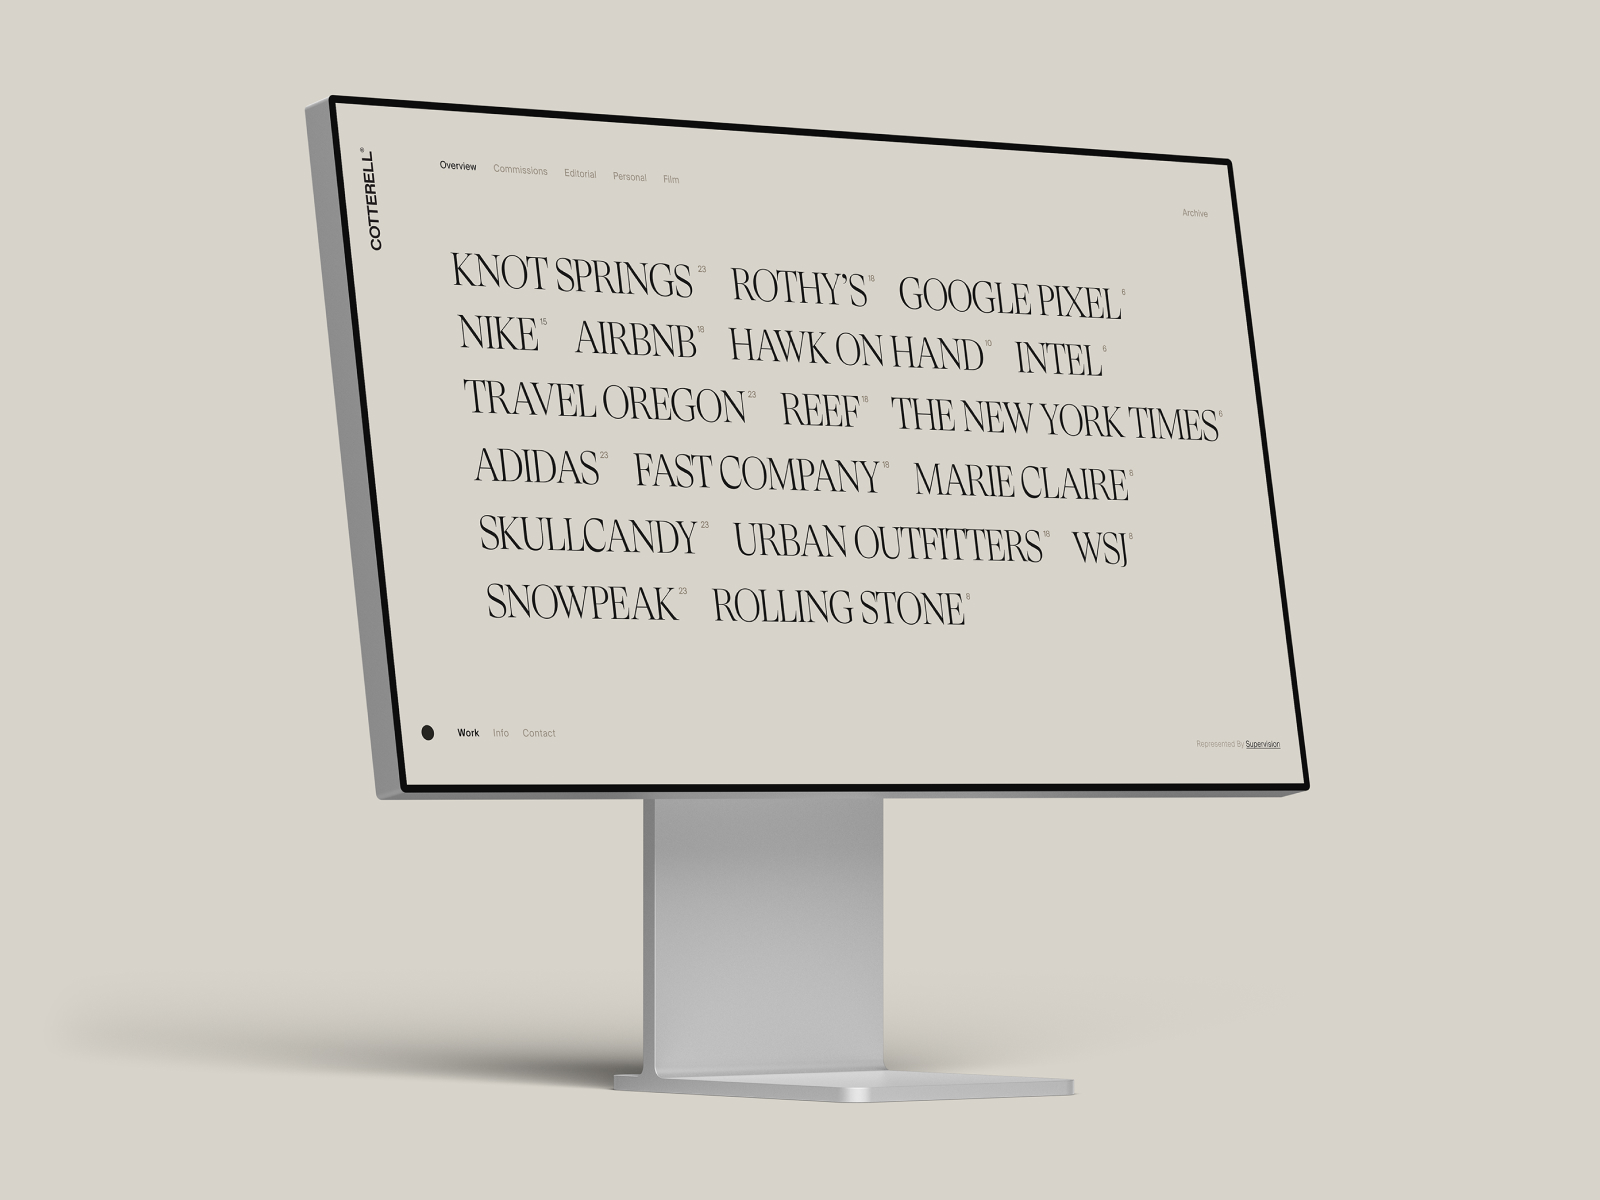 COTTERELL®
Overview Commissions Editorial Personal Film
Archive
KNOT SPRINGS 23 ROTHY'S 18 GOOGLE PIXEL 6
NIKE 15 AIRBNB 18 HAWK ON HAND 10 INTEL 6
TRAVEL OREGON 23 REEF 18 THE NEW YORK TIMES 6
ADIDAS 23 FAST COMPANY 18 MARIE CLAIRE 8
SKULLCANDY 23 URBAN OUTFITTERS 18 WSJ 8
SNOWPEAK 23 ROLLING STONE 8
Work Info Contact
Represented By Supervision